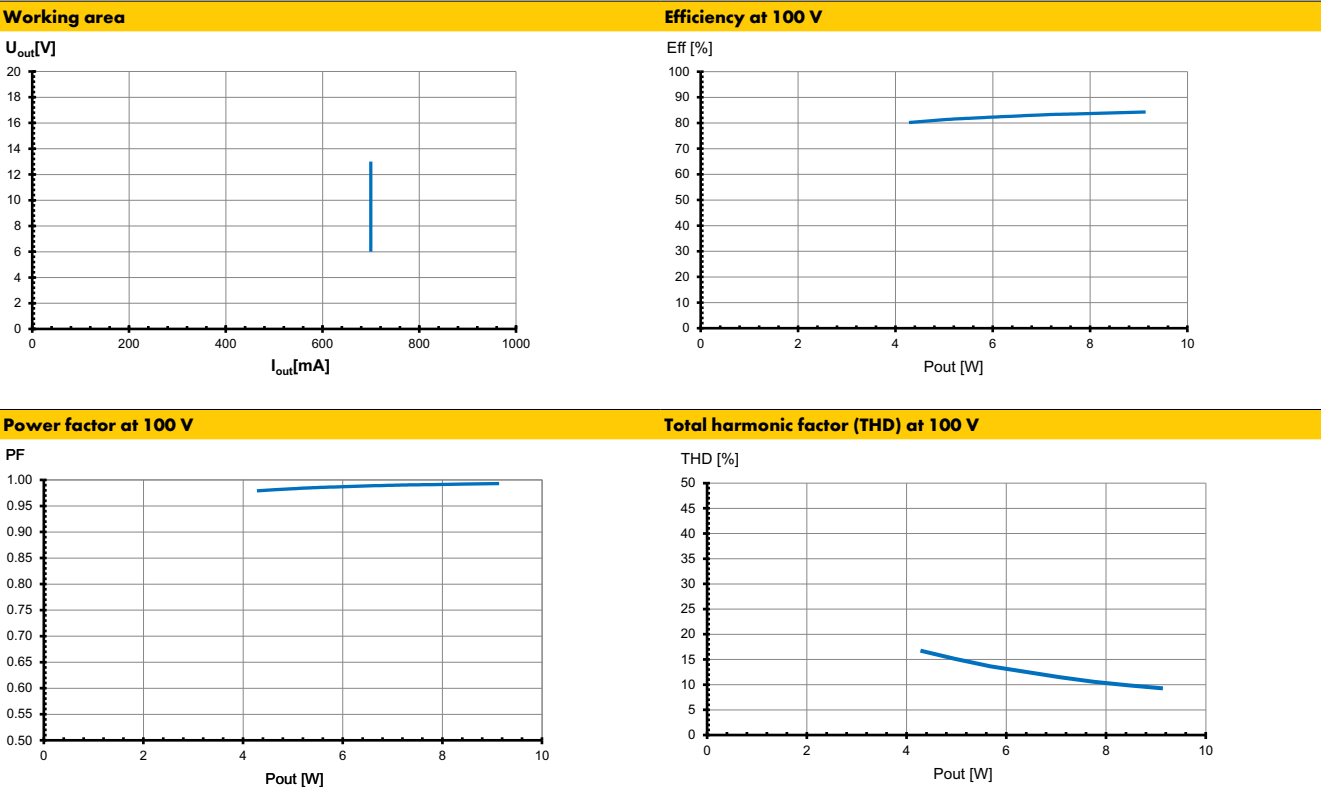 Working area
U_out[V]
20
18
16
14
12
10
8
6
4
2
0
0 200 400 600 800 1000
I_out[mA]
Efficiency at 100 V
Eff [%]
100
90
80
70
60
50
40
30
20
10
0
0 2 4 6 8 10
Pout [W]
Power factor at 100 V
PF
1.00
0.95
0.90
0.85
0.80
0.75
0.70
0.65
0.60
0.55
0.50
0 2 4 6 8 10
Pout [W]
Total harmonic factor (THD) at 100 V
THD [%]
50
45
40
35
30
25
20
15
10
5
0
0 2 4 6 8 10
Pout [W]